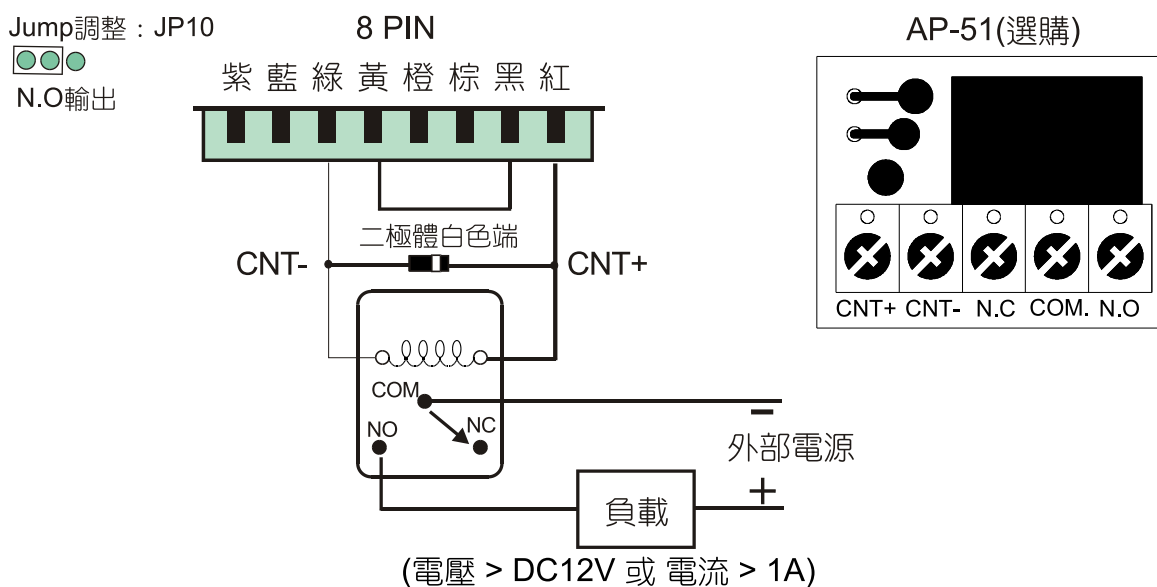 Jump調整：JP10
N.O輸出
8 PIN
紫 藍 綠 黃 橙 棕 黑 紅
二極體白色端
CNT-
CNT+
COM
NO
NC
－
外部電源
＋
負載
(電壓 > DC12V 或 電流 > 1A)
AP-51(選購)
CNT+ CNT- N.C COM. N.O